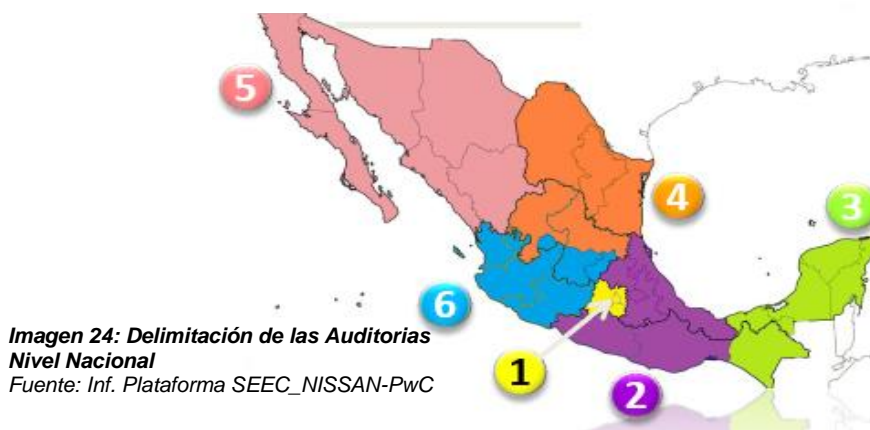 5
4
3
6
Imagen 24: Delimitación de las Auditorias
Nivel Nacional
Fuente: Inf. Plataforma SEEC_NISSAN-PwC
1
2